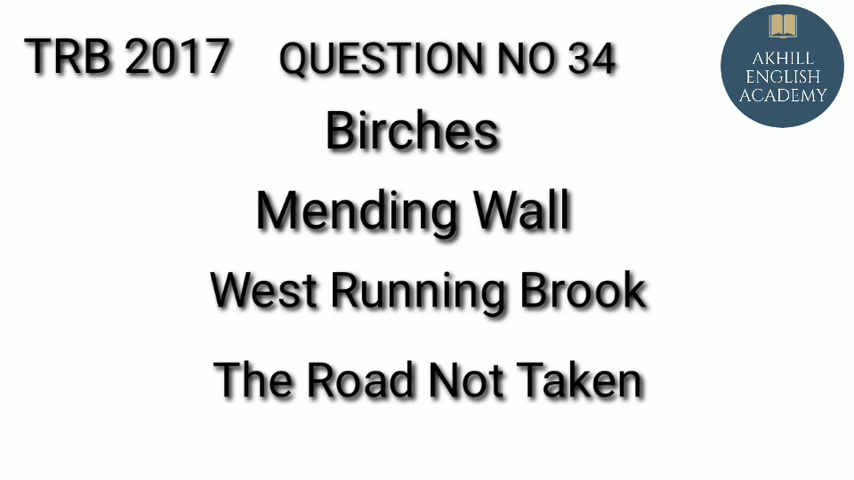 TRB 2017 QUESTION NO 34
AKHILL
ENGLISH
ACADEMY
Birches
Mending Wall
West Running Brook
The Road Not Taken